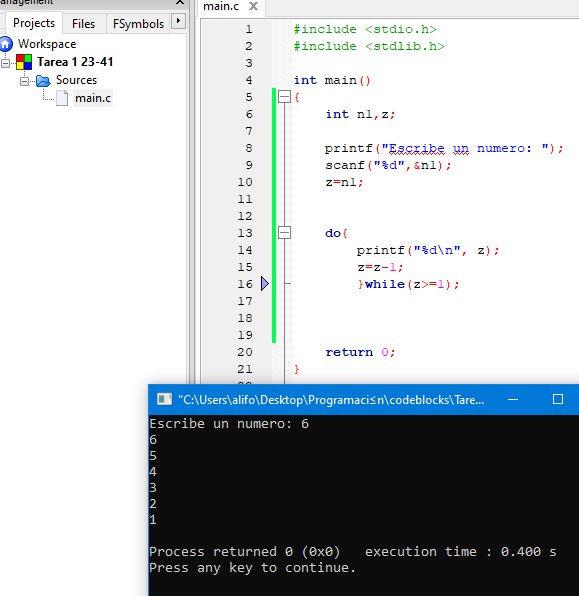 anagement
Projects
Files
FSymbols
Workspace
Tarea 1 23-41
Sources
main.c
main.c
1 #include <stdio.h>
2 #include <stdlib.h>
3
4 int main()
5 {
6 int n1,z;
7
8 printf("Escribe un numero: ");
9 scanf("%d",&n1);
10 z=n1;
11
12
13 do{
14 printf("%d\n", z);
15 z=z-1;
16 }while(z>=1);
17
18
19
20 return 0;
21 }
"C:\Users\alifo\Desktop\Programaci≤n\codeblocks\Tare...
Escribe un numero: 6
6
5
4
3
2
1
Process returned 0 (0x0)   execution time : 0.400 s
Press any key to continue.